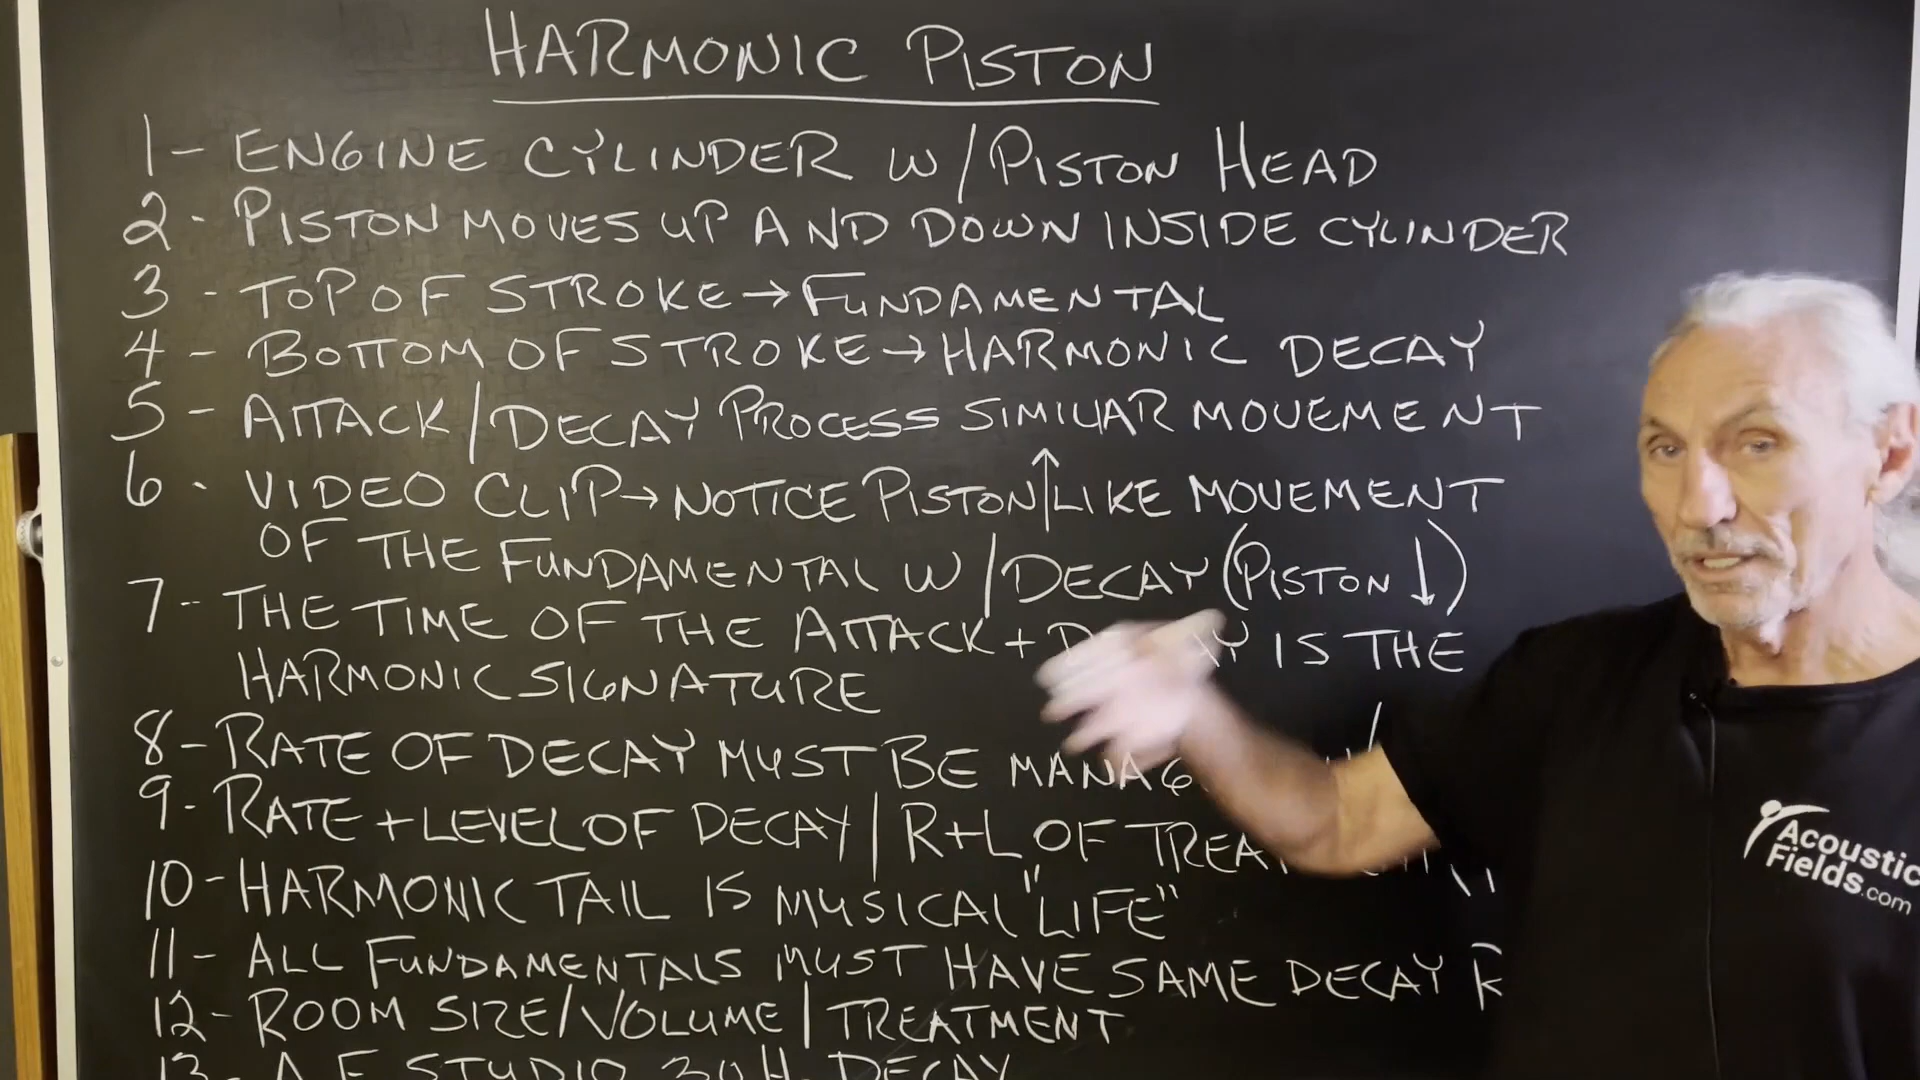 HARMONIC PISTON
1- ENGINE CYLINDER W/PISTON HEAD
2- PISTON MOVES UP AND DOWN INSIDE CYLINDER
3- TOP OF STROKE→FUNDAMENTAL
4- BOTTOM OF STROKE→HARMONIC DECAY
5- ATTACK/DECAY PROCESS SIMILIAR MOVEMENT
6- VIDEO CLIP→NOTICE PISTON↑LIKE MOVEMENT
OF THE FUNDAMENTAL W/DECAY (PISTON ↓)
7- THE TIME OF THE ATTACK + IS THE
HARMONIC SIGNATURE
8- RATE OF DECAY MUST BE
9- RATE + LEVEL OF DECAY | R+L OF
10- HARMONIC TAIL IS MUSICAL "LIFE"
11- ALL FUNDAMENTALS MUST HAVE SAME DECAY
12- ROOM SIZE/VOLUME | TREATMENT
13- A.F. STUDIO DECAY
Acoustic
Fields.com